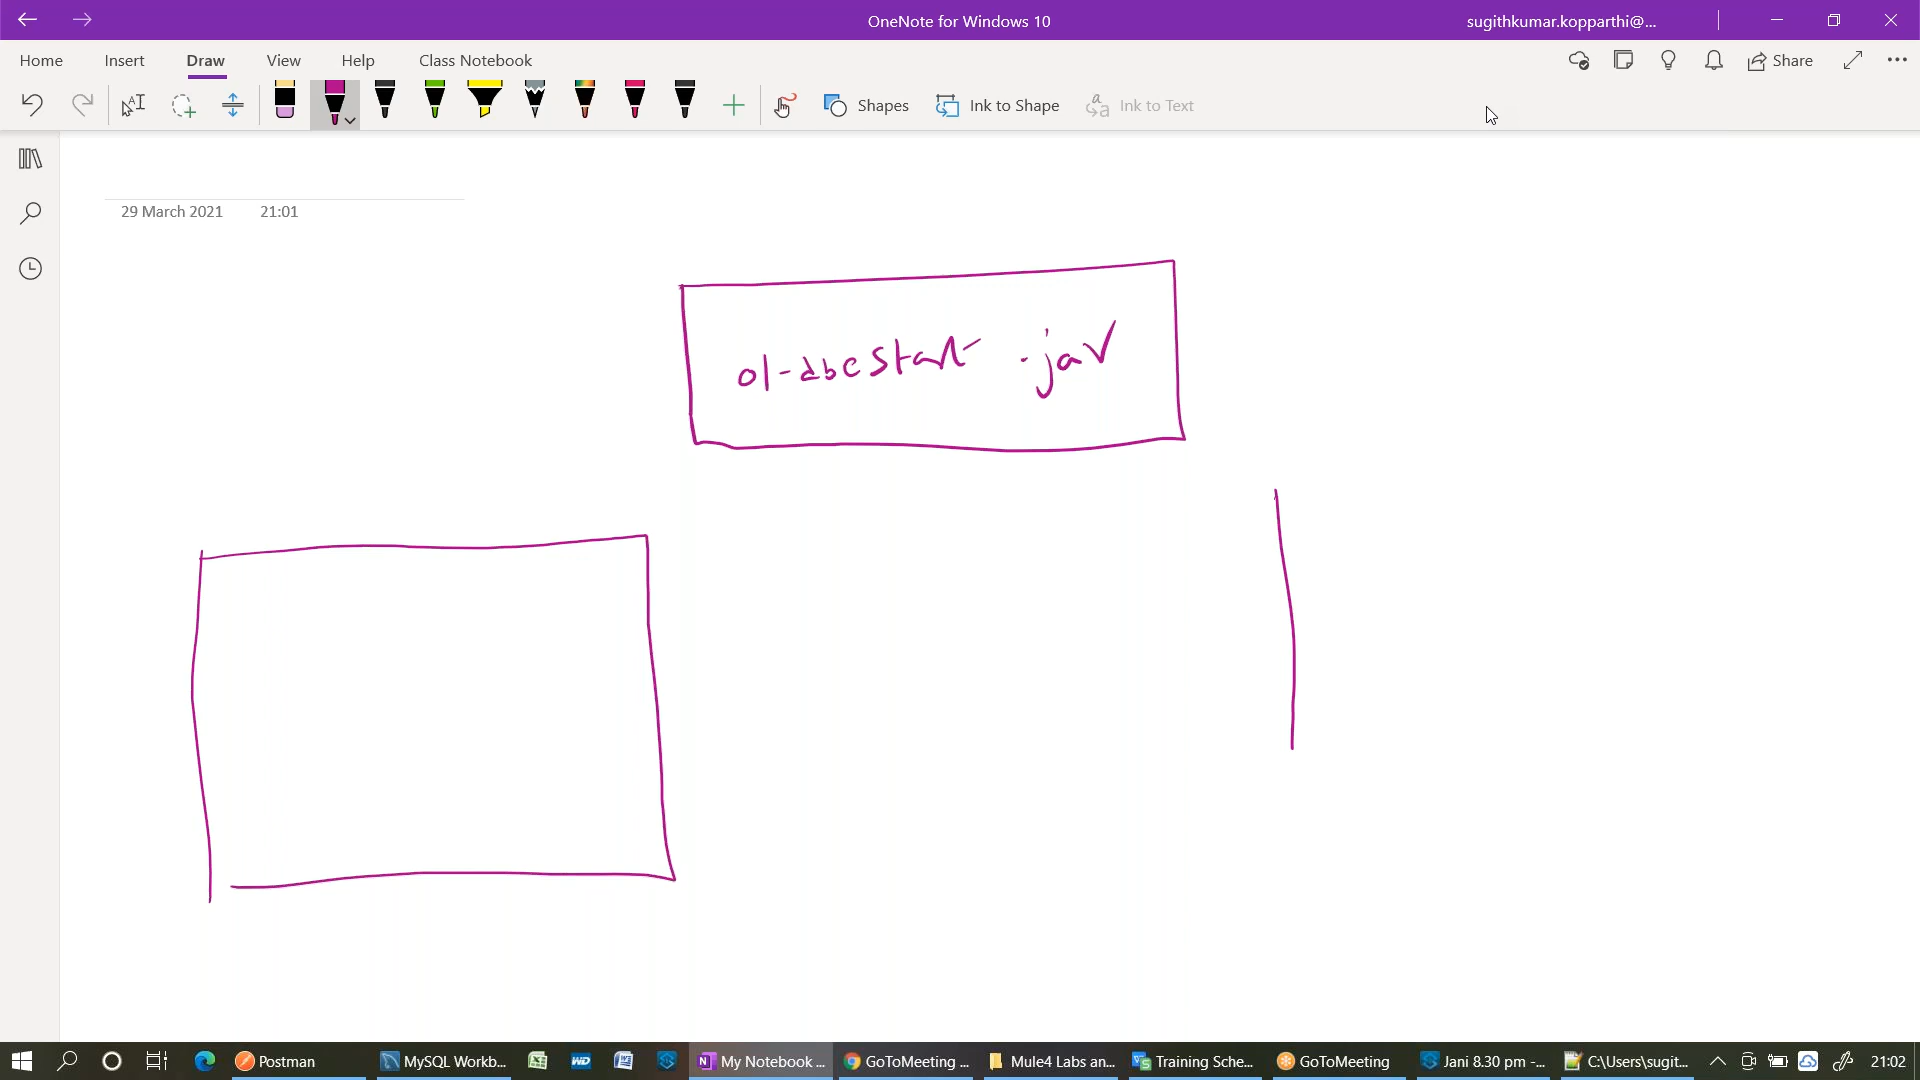 OneNote for Windows 10
sugithkumar.kopparthi@...
Home Insert Draw View Help Class Notebook
Share
Shapes Ink to Shape Ink to Text
29 March 2021 21:01
01-dbestart .jar
Postman MySQL Workb... My Notebook ... GoToMeeting ... Mule4 Labs an... Training Sche... GoToMeeting Jani 8.30 pm -... C:\Users\sugit... 21:02